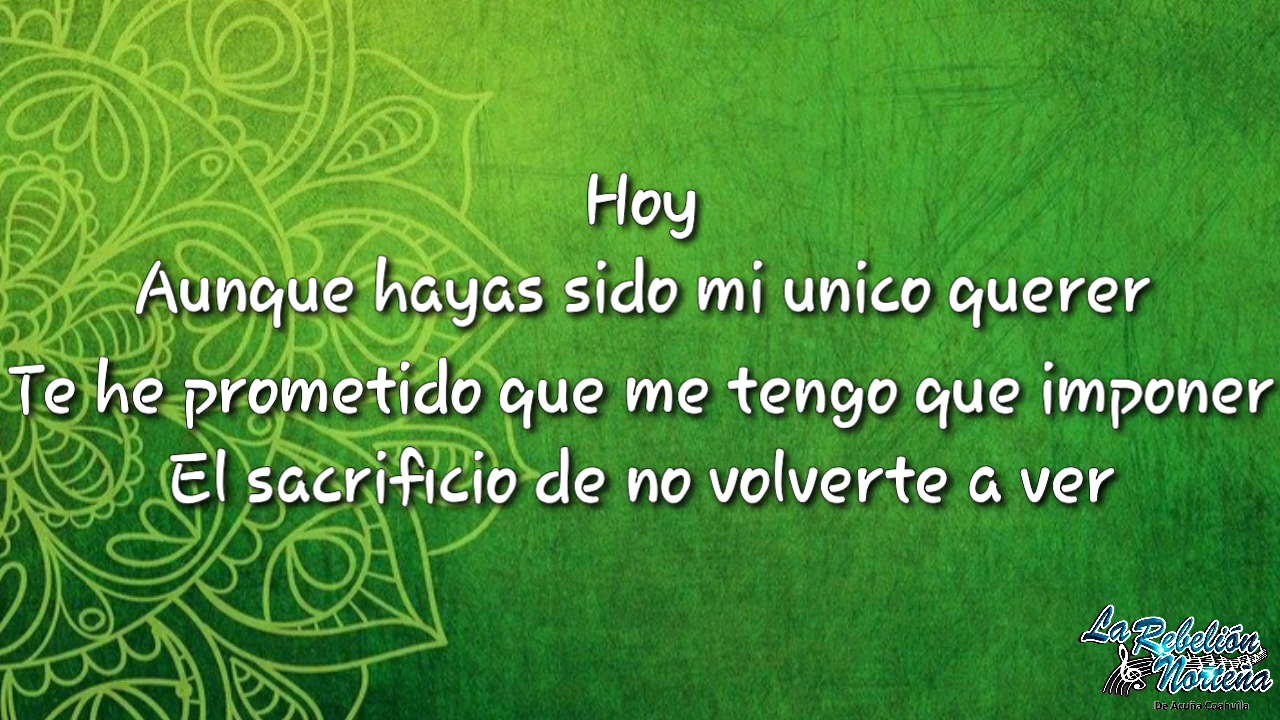 Hoy
Aunque hayas sido mi unico querer
Te he prometido que me tengo que imponer
El sacrificio de no volverte a ver
La Rebelión
Norteña
De Acuña Coahuila